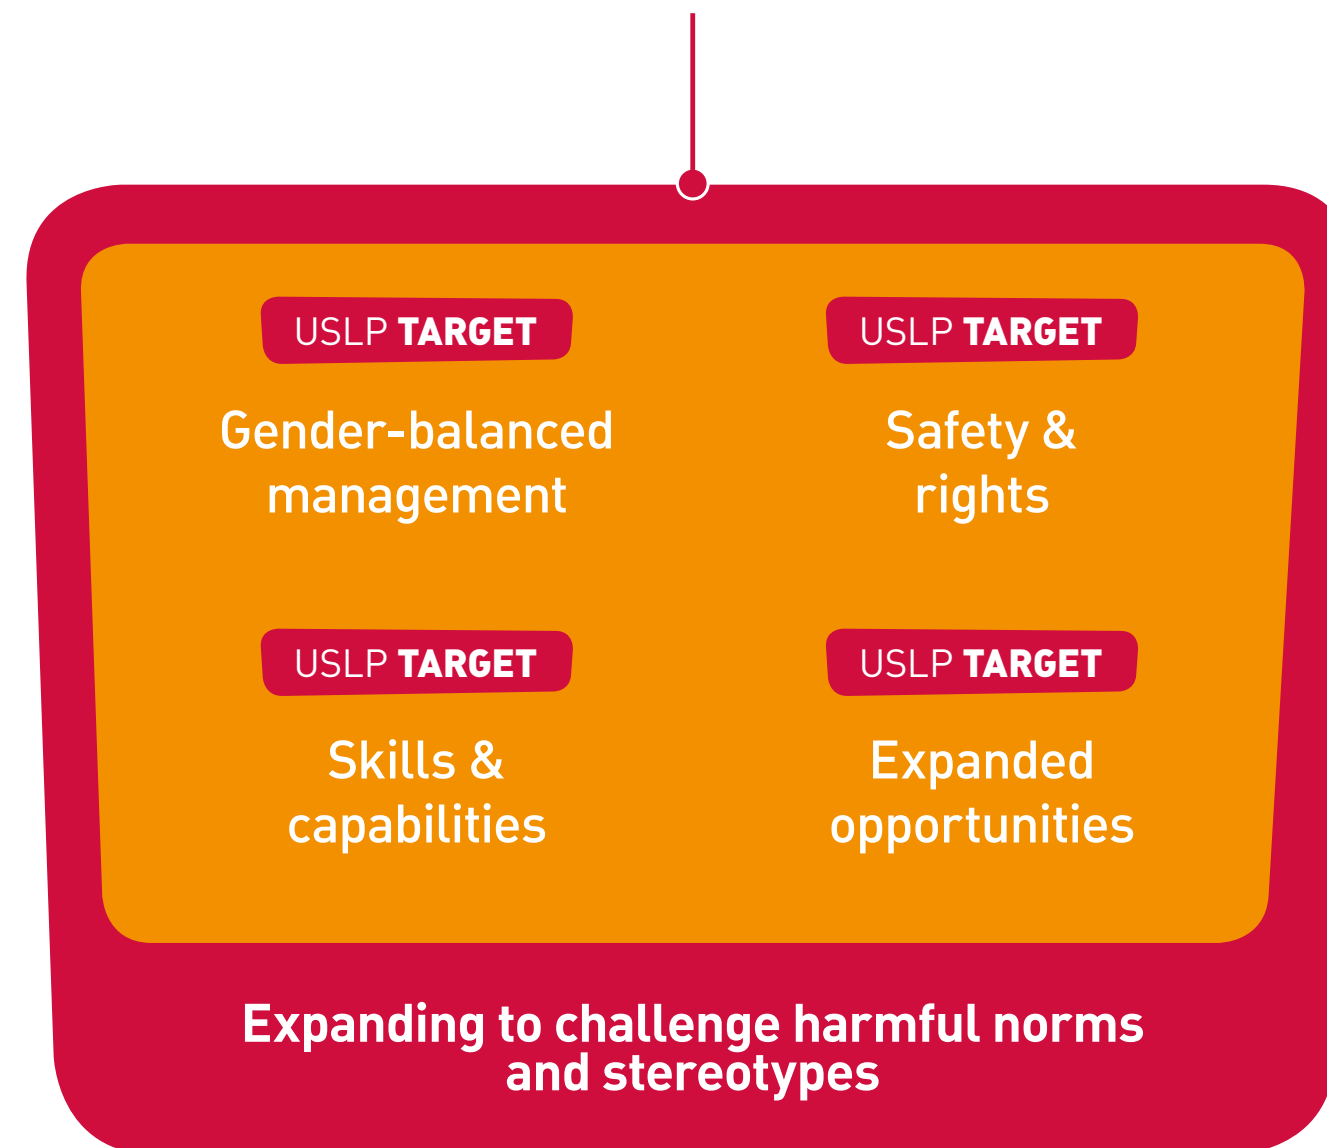 USLP TARGET
Gender-balanced
management
USLP TARGET
Safety &
rights
USLP TARGET
Skills &
capabilities
USLP TARGET
Expanded
opportunities
Expanding to challenge harmful norms
and stereotypes